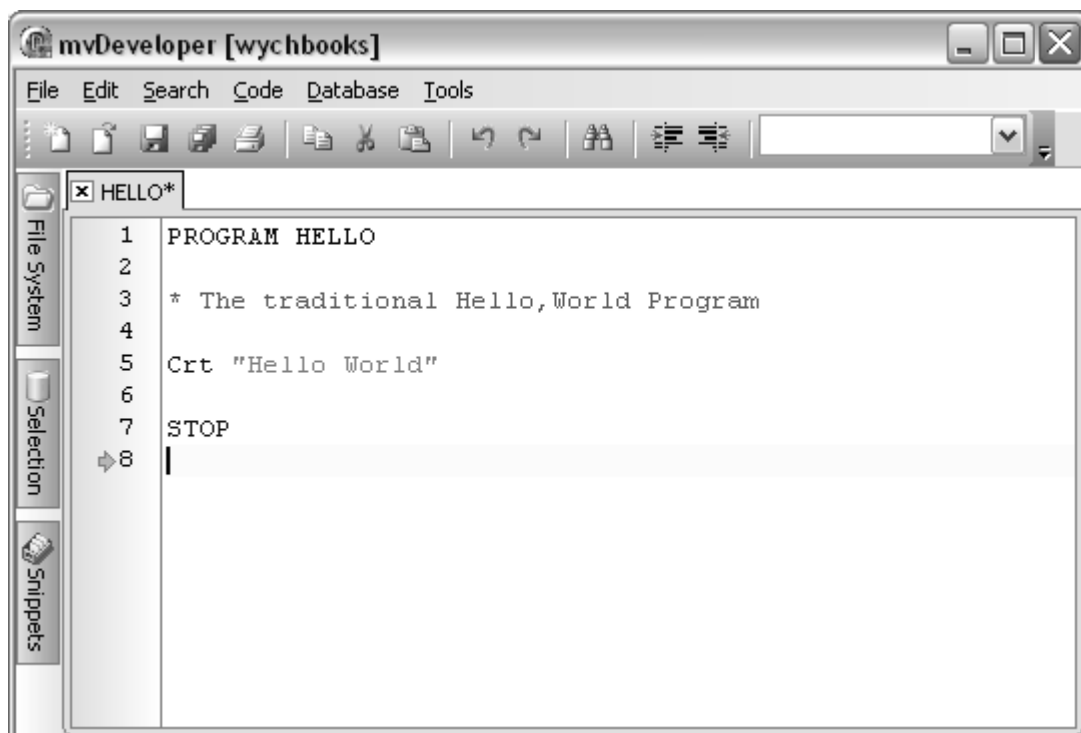 mvDeveloper [wychbooks]
File Edit Search Code Database Tools
HELLO*
File System
Selection
Snippets
1 PROGRAM HELLO
2
3 * The traditional Hello,World Program
4
5 Crt "Hello World"
6
7 STOP
8